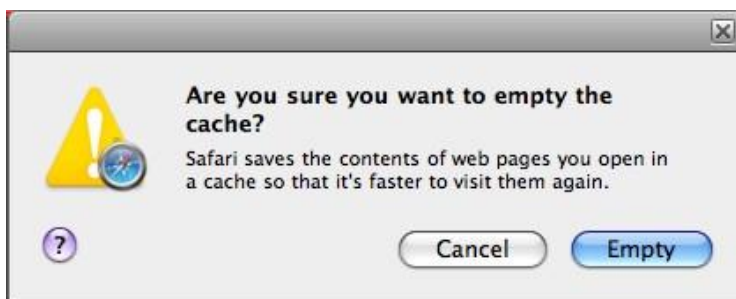 Are you sure you want to empty the
cache?
Safari saves the contents of web pages you open in
a cache so that it's faster to visit them again.
?
Cancel
Empty